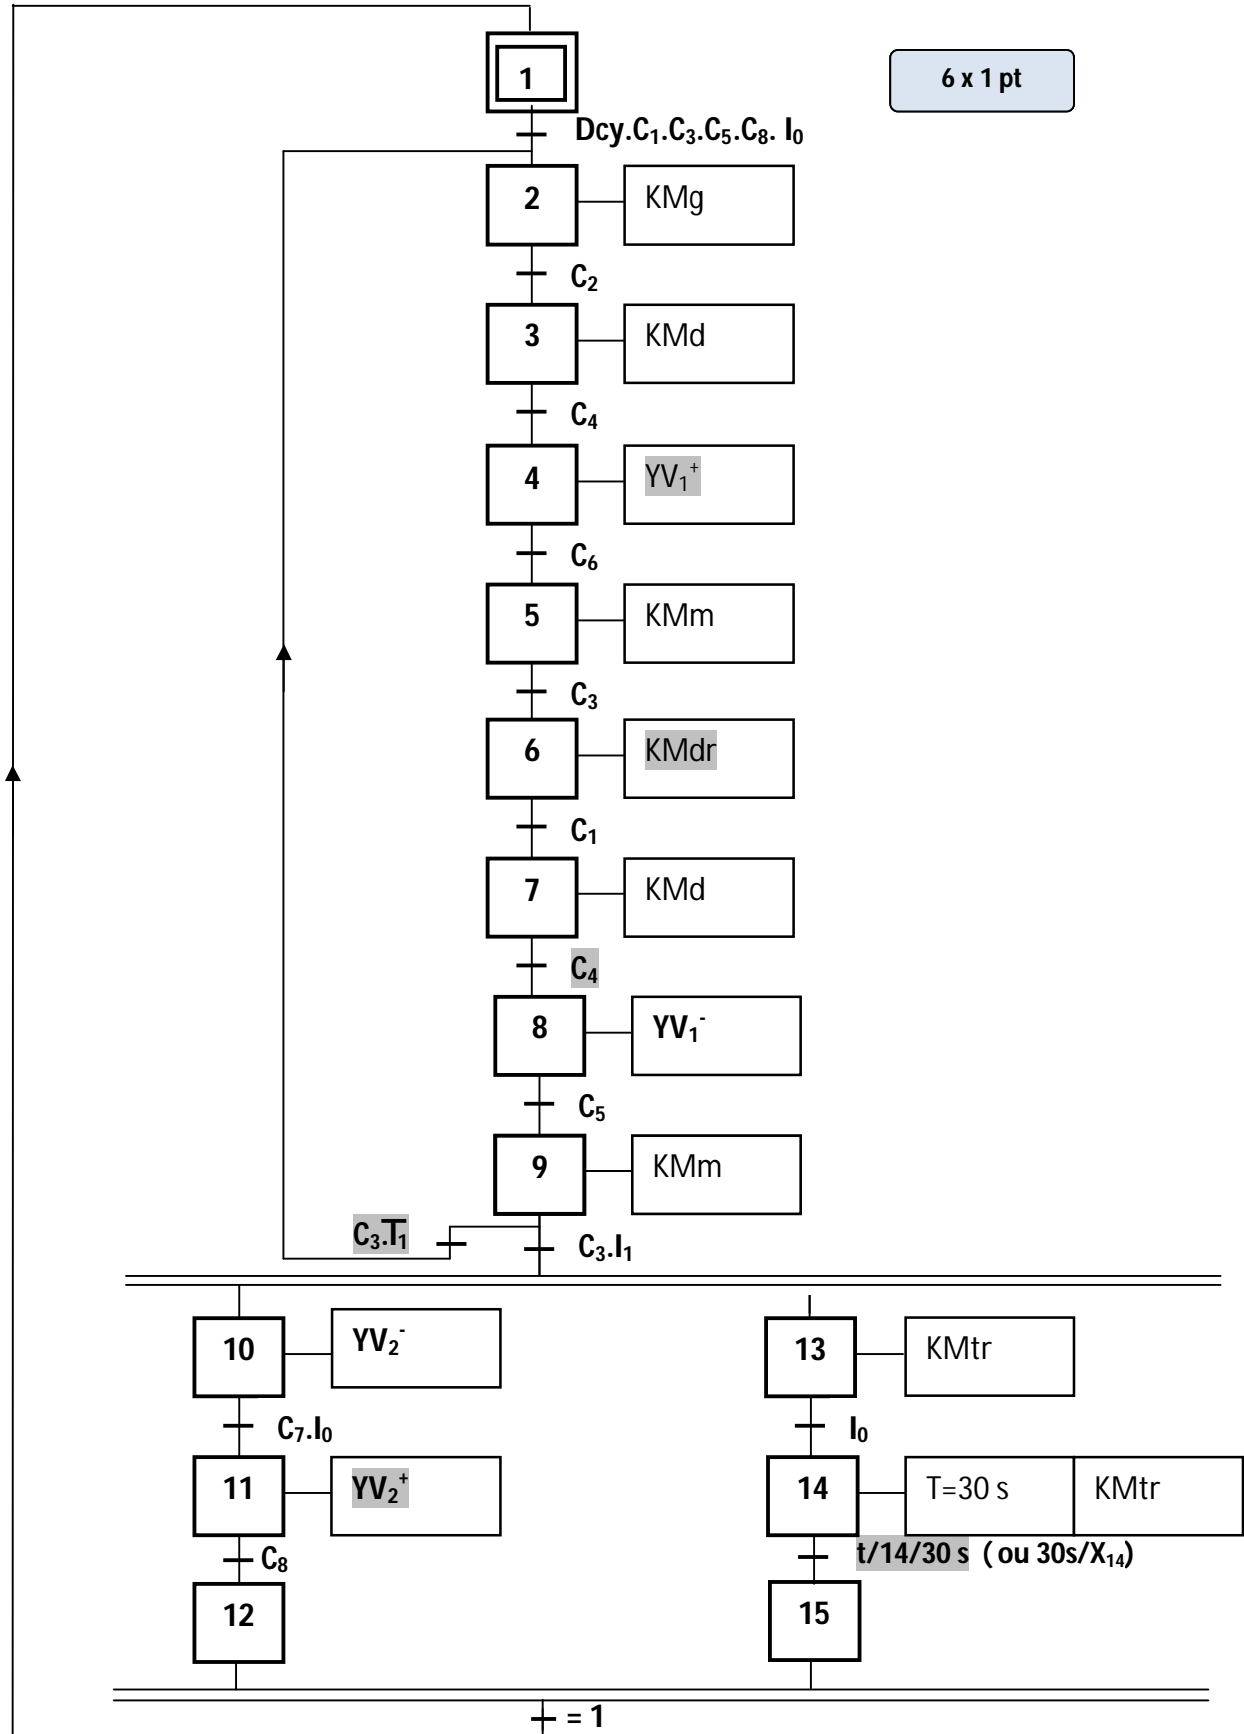 1
6 x 1 pt
Dcy.C₁.C₃.C₅.C₈. I₀
2 KMg
C₂
3 KMd
C₄
4 YV₁⁺
C₆
5 KMm
C₃
6 KMdr
C₁
7 KMd
C₄
8 YV₁⁻
C₅
9 KMm
C₃.I̅₁ C₃.I₁
10 YV₂⁻ 13 KMtr
C₇.I₀ I₀
11 YV₂⁺ 14 T=30 s KMtr
C₈ t/14/30 s ( ou 30s/X₁₄)
12 15
= 1